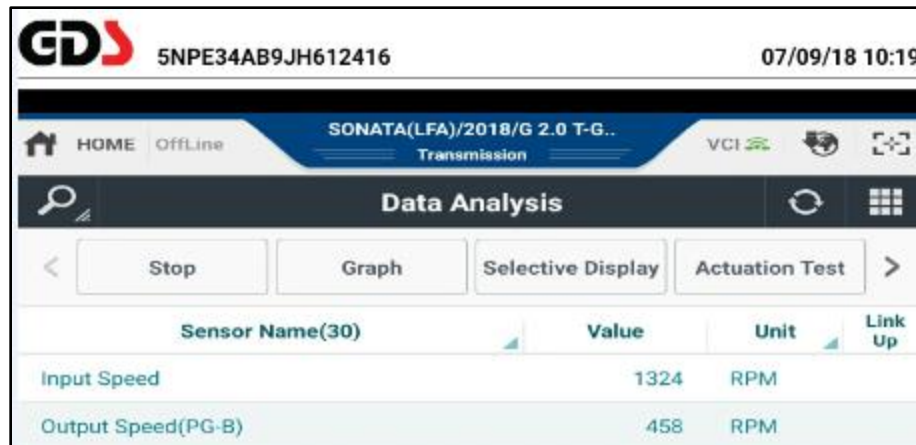 GDS 5NPE34AB9JH612416 07/09/18 10:19
HOME OffLine SONATA(LFA)/2018/G 2.0 T-G.. VCI
Transmission
Data Analysis
< Stop Graph Selective Display Actuation Test >
Sensor Name(30) Value Unit Link Up
Input Speed 1324 RPM
Output Speed(PG-B) 458 RPM